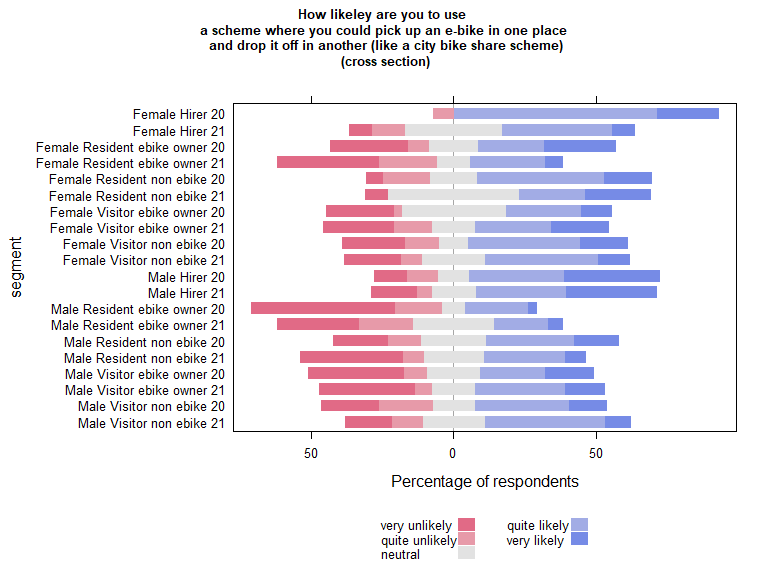 How likeley are you to use
a scheme where you could pick up an e-bike in one place
and drop it off in another (like a city bike share scheme)
(cross section)
segment
Female Hirer 20
Female Hirer 21
Female Resident ebike owner 20
Female Resident ebike owner 21
Female Resident non ebike 20
Female Resident non ebike 21
Female Visitor ebike owner 20
Female Visitor ebike owner 21
Female Visitor non ebike 20
Female Visitor non ebike 21
Male Hirer 20
Male Hirer 21
Male Resident ebike owner 20
Male Resident ebike owner 21
Male Resident non ebike 20
Male Resident non ebike 21
Male Visitor ebike owner 20
Male Visitor ebike owner 21
Male Visitor non ebike 20
Male Visitor non ebike 21
50 0 50
Percentage of respondents
very unlikely quite likely
quite unlikely very likely
neutral